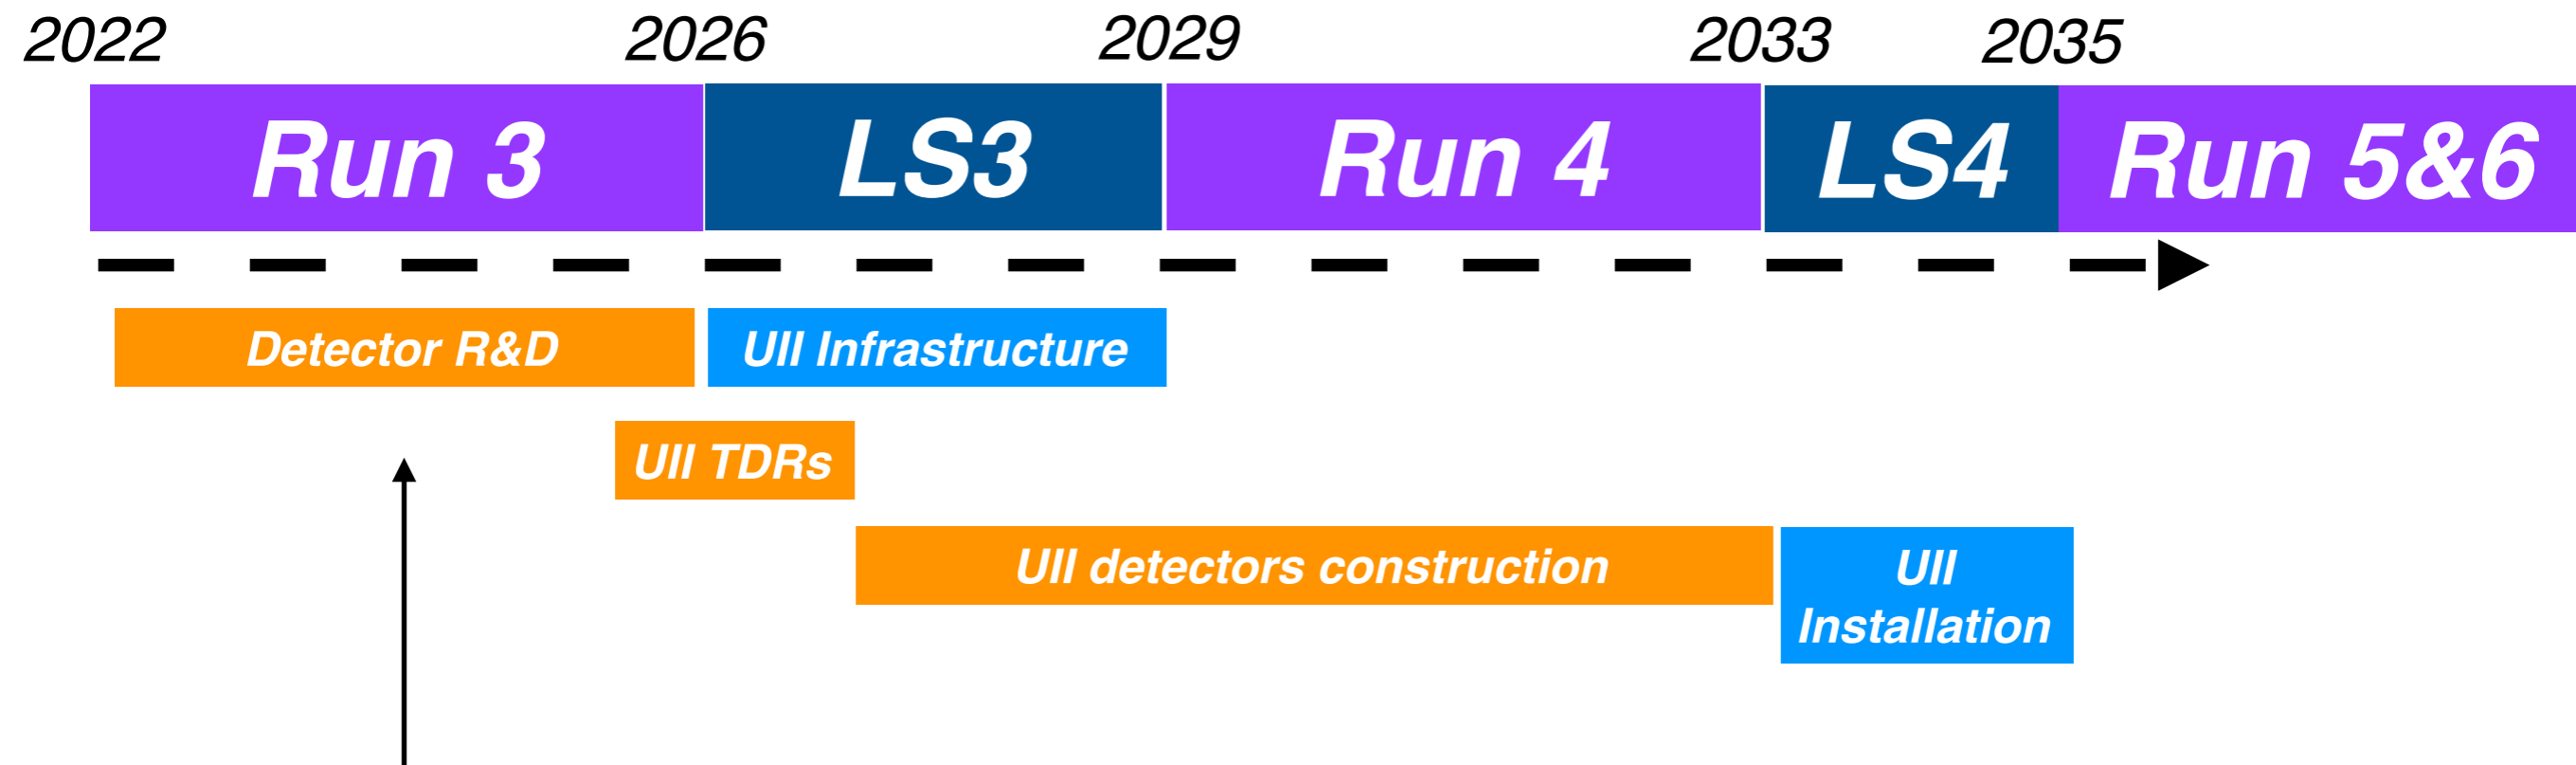 2022 2026 2029 2033 2035
Run 3 LS3 Run 4 LS4 Run 5&6
Detector R&D UII Infrastructure
UII TDRs
UII detectors construction UII
Installation